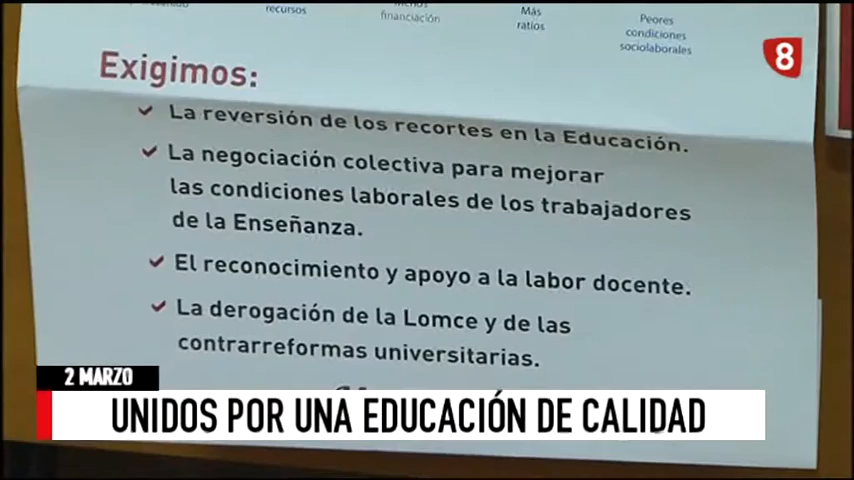 recursos
financiación
Más
ratios
Peores
condiciones
sociolaborales
8
Exigimos:
La reversión de los recortes en la Educación.
La negociación colectiva para mejorar
las condiciones laborales de los trabajadores
de la Enseñanza.
El reconocimiento y apoyo a la labor docente.
La derogación de la Lomce y de las
contrarreformas universitarias.
2 MARZO
UNIDOS POR UNA EDUCACIÓN DE CALIDAD